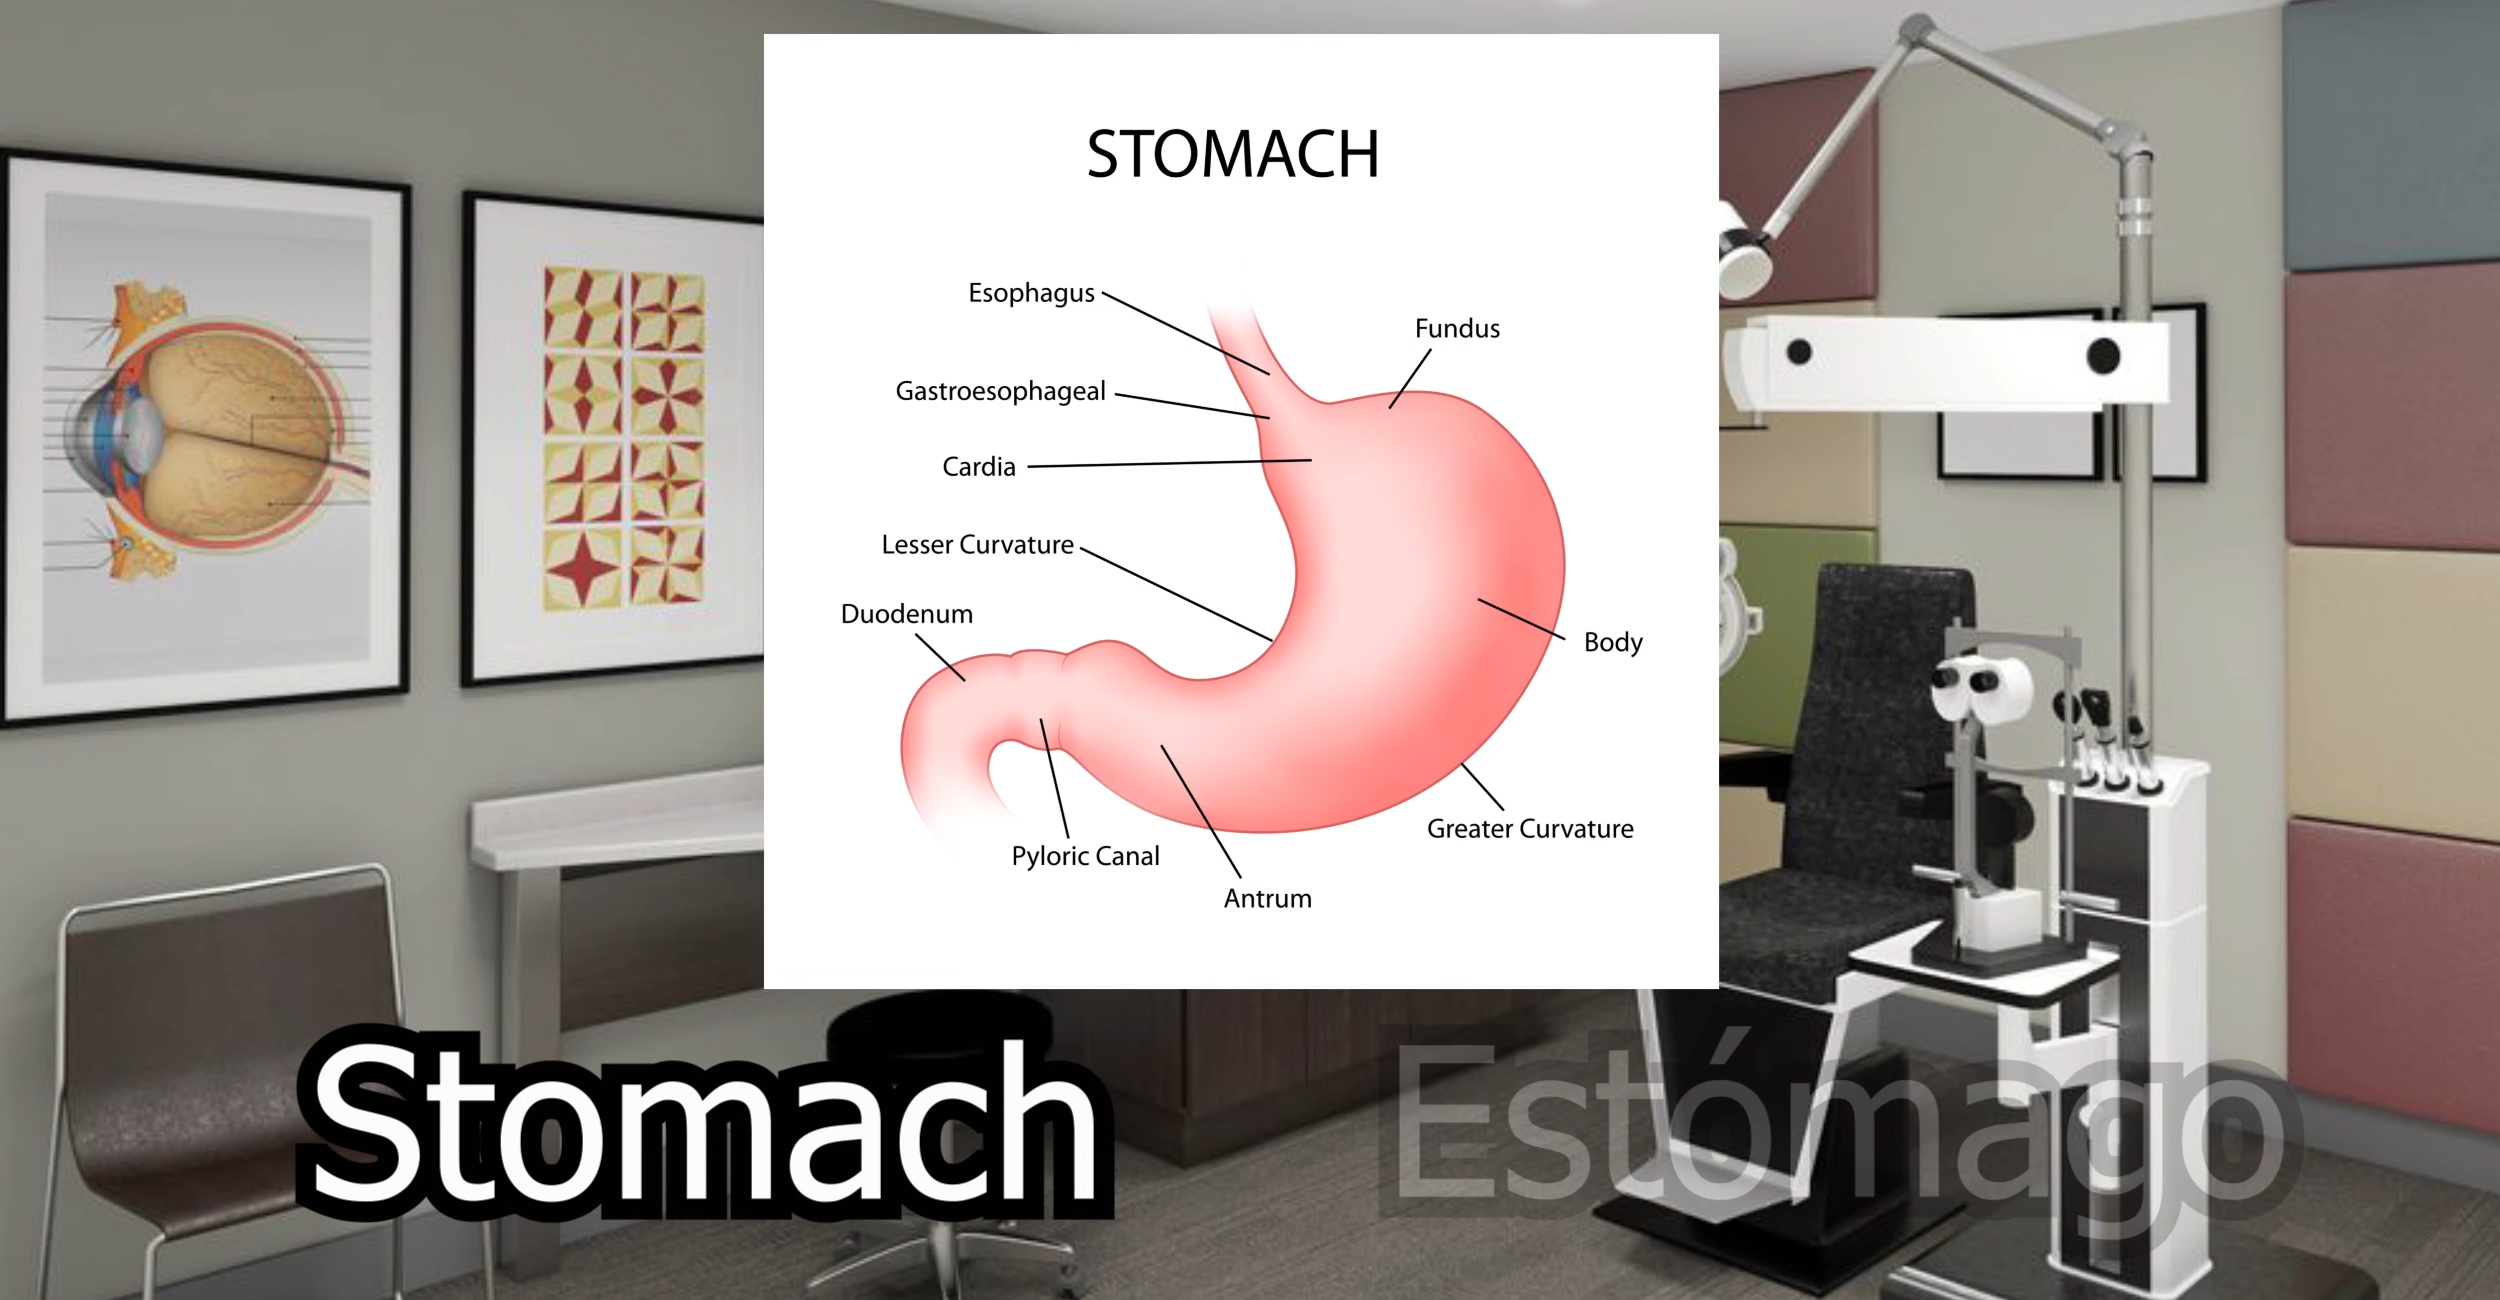 STOMACH
Esophagus
Fundus
Gastroesophageal
Cardia
Lesser Curvature
Duodenum
Body
Greater Curvature
Pyloric Canal
Antrum
Stomach
Estómago